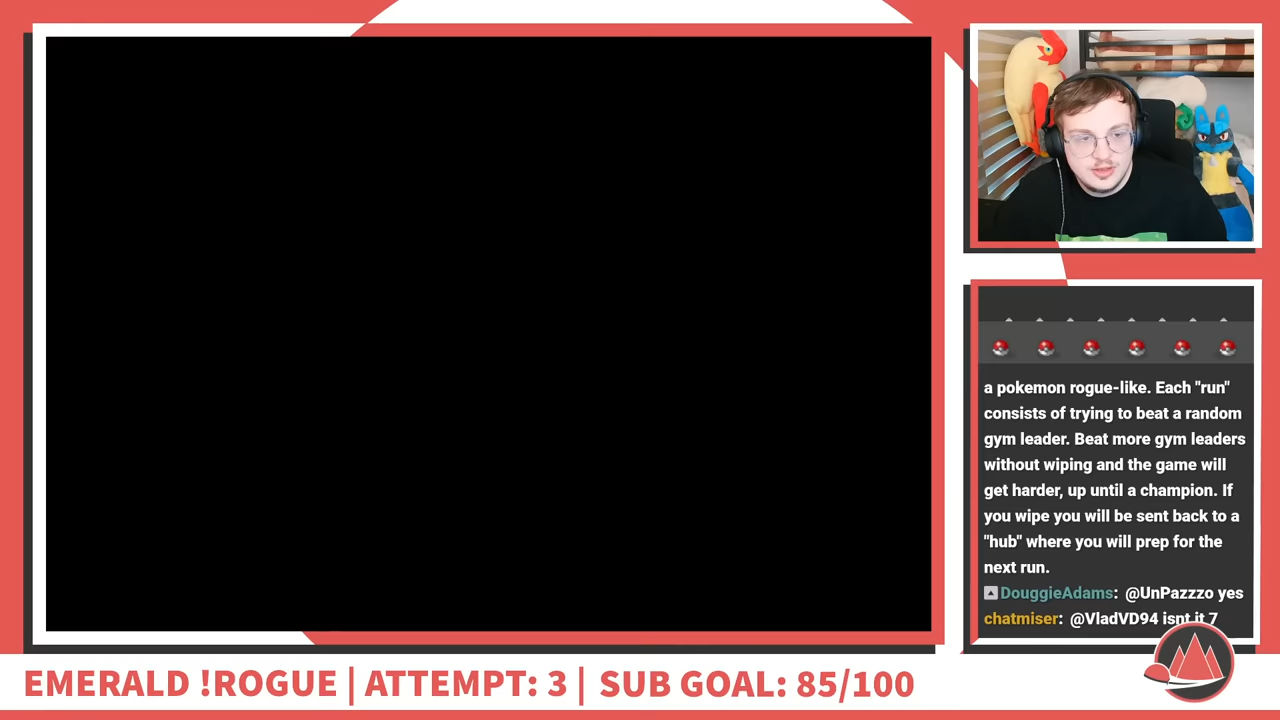 a pokemon rogue-like. Each "run"
consists of trying to beat a random
gym leader. Beat more gym leaders
without wiping and the game will
get harder, up until a champion. If
you wipe you will be sent back to a
"hub" where you will prep for the
next run.
DouggieAdams: @UnPazzzo yes
chatmiser: @VladVD94 isnt it 7
EMERALD !ROGUE | ATTEMPT: 3 | SUB GOAL: 85/100